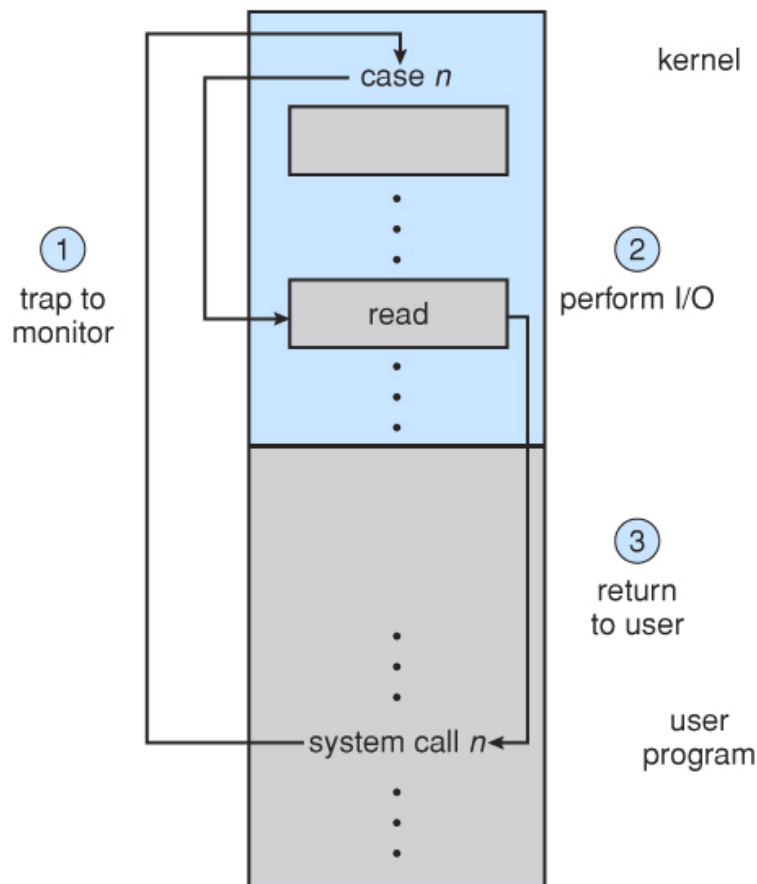 kernel
case n
1
trap to
monitor
2
perform I/O
read
3
return
to user
system call n
user
program